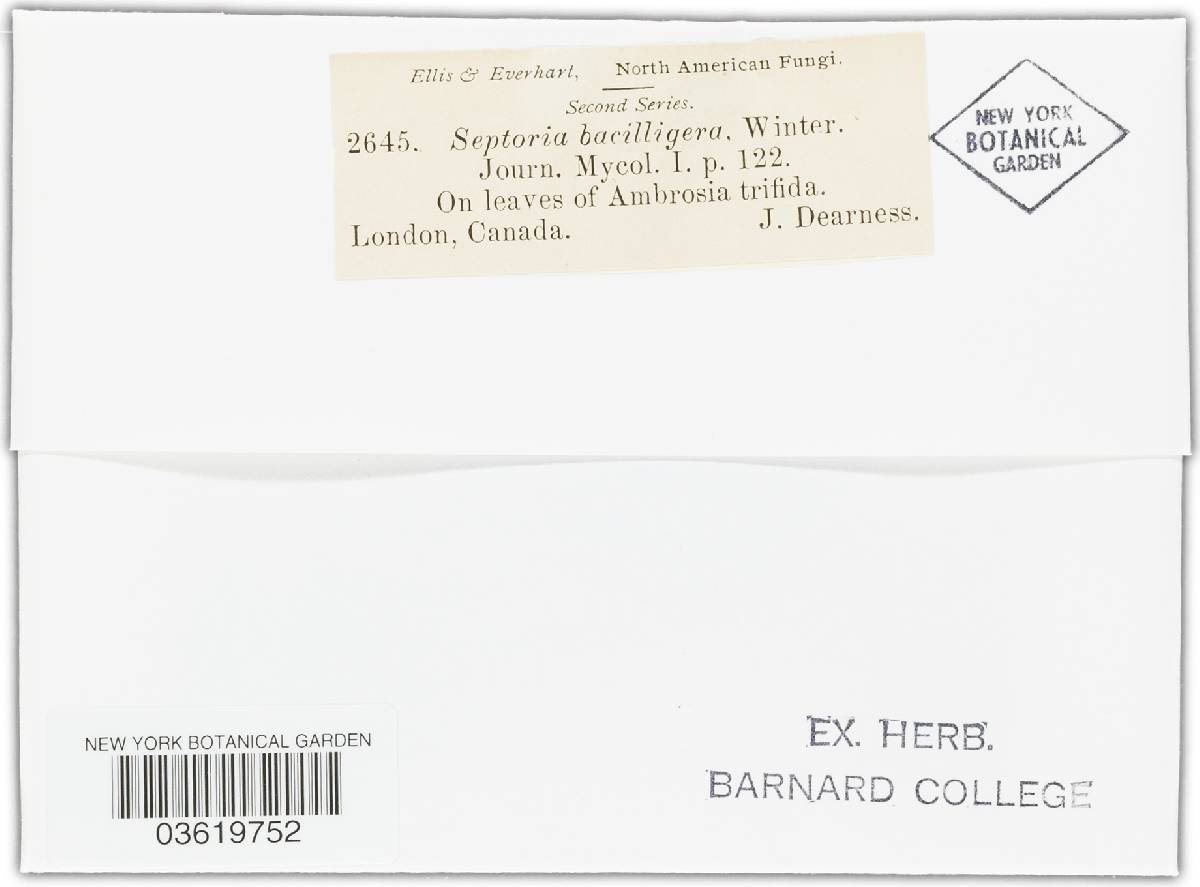 Ellis & Everhart, North American Fungi.
Second Series.
2645. Septoria bacilligera, Winter.
Journ. Mycol. I. p. 122.
On leaves of Ambrosia trifida.
London, Canada. J. Dearness.
NEW YORK
BOTANICAL
GARDEN
NEW YORK BOTANICAL GARDEN
03619752
EX. HERB.
BARNARD COLLEGE